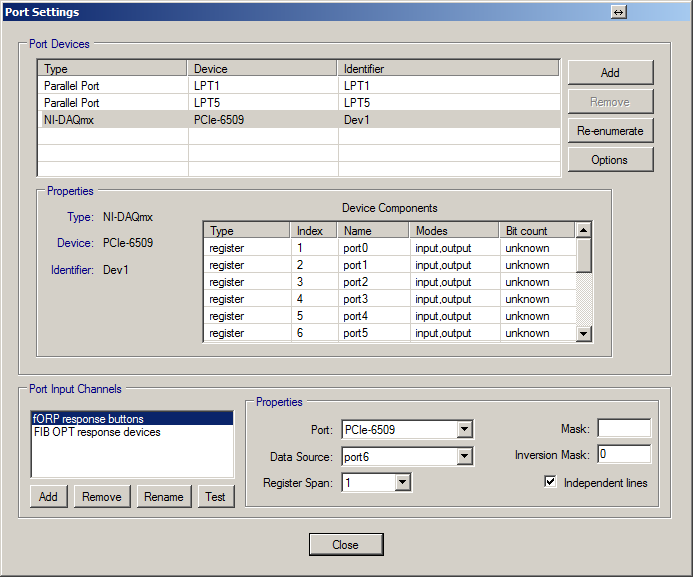 Port Settings
Port Devices
Type Device Identifier
Parallel Port LPT1 LPT1
Parallel Port LPT5 LPT5
NI-DAQmx PCIe-6509 Dev1
Add
Remove
Re-enumerate
Options
Properties
Type: NI-DAQmx
Device: PCIe-6509
Identifier: Dev1
Device Components
Type Index Name Modes Bit count
register 1 port0 input,output unknown
register 2 port1 input,output unknown
register 3 port2 input,output unknown
register 4 port3 input,output unknown
register 5 port4 input,output unknown
register 6 port5 input,output unknown
Port Input Channels
fORP response buttons
FIB OPT response devices
Add Remove Rename Test
Properties
Port: PCIe-6509
Data Source: port6
Register Span: 1
Mask:
Inversion Mask: 0
Independent lines
Close